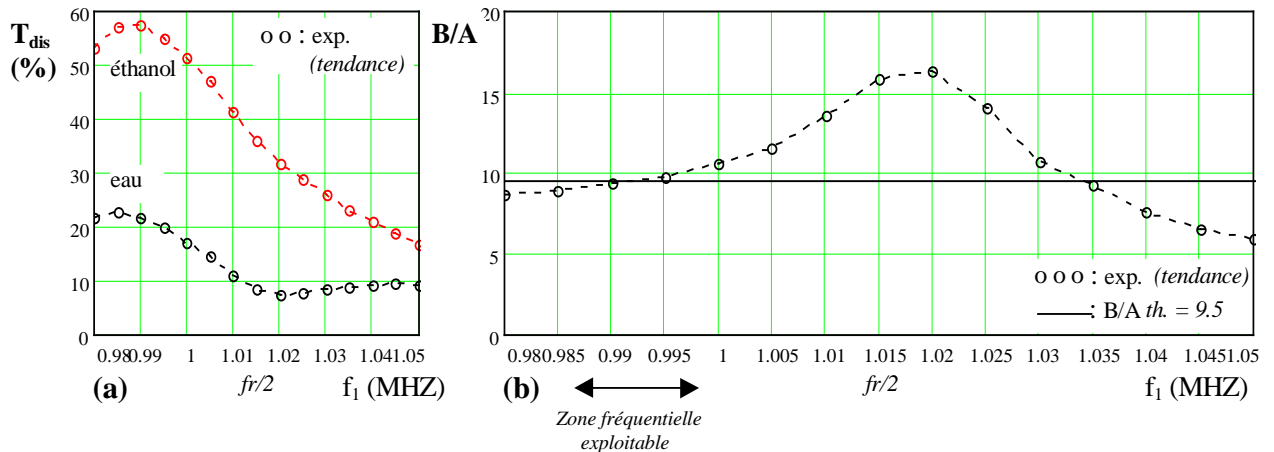 60
T_dis
(%)
50
40
30
20
10
0
o o : exp.
(tendance)
éthanol
eau
0.98 0.99 1 1.01 1.02 1.03 1.04 1.05
(a)
fr/2
f₁ (MHZ)
20
B/A
15
10
5
0
o o o : exp. (tendance)
: B/A th. = 9.5
0.98 0.985 0.99 0.995 1 1.005 1.01 1.015 1.02 1.025 1.03 1.035 1.04 1.045 1.05
(b)
fr/2
f₁ (MHZ)
Zone fréquentielle
exploitable